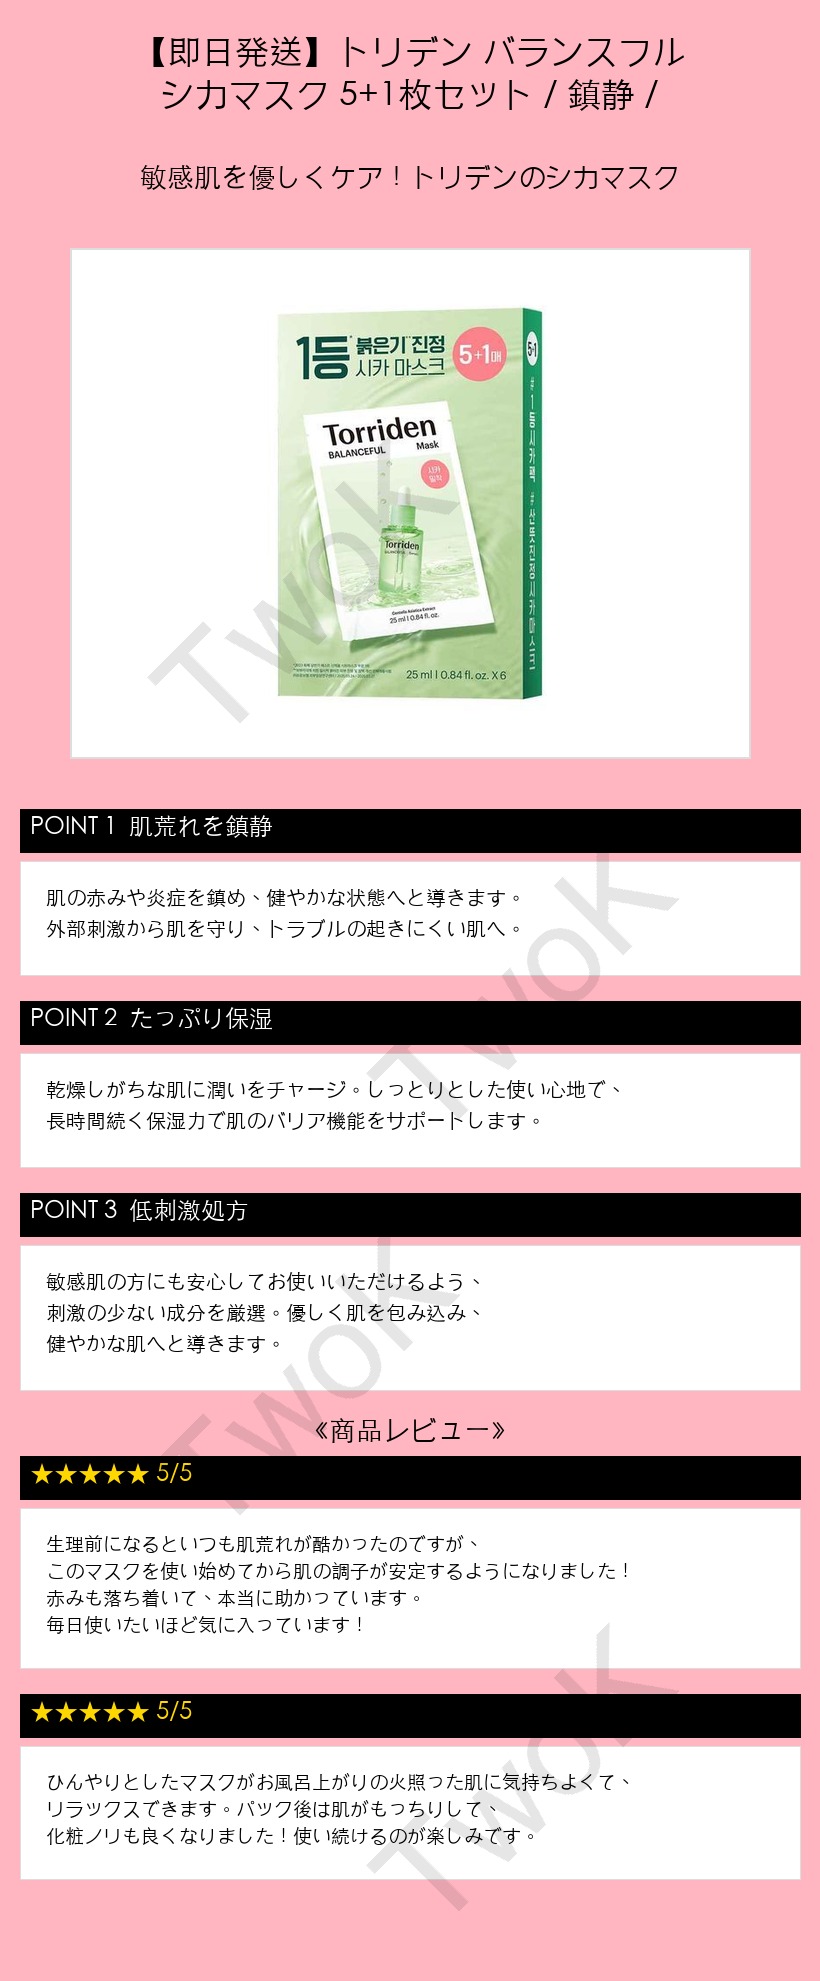 【即日発送】トリデン バランスフル
シカマスク 5+1枚セット / 鎮静 /
敏感肌を優しくケア！トリデンのシカマスク
1등 붉은기 진정
시카 마스크
5+1매
5+1
#1등시카팩 #산뜻진정시카마스크
Torriden
BALANCEFUL Mask
시카
밀착
Torriden
BALANCEFUL
Centella Asiatica Extract
25 ml l 0.84 fl. oz.
25 ml l 0.84 fl. oz. X 6
TwoK
POINT 1 肌荒れを鎮静
肌の赤みや炎症を鎮め、健やかな状態へと導きます。
外部刺激から肌を守り、トラブルの起きにくい肌へ。
TwoK
POINT 2 たっぷり保湿
乾燥しがちな肌に潤いをチャージ。しっとりとした使い心地で、
長時間続く保湿力で肌のバリア機能をサポートします。
POINT 3 低刺激処方
敏感肌の方にも安心してお使いいただけるよう、
刺激の少ない成分を厳選。優しく肌を包み込み、
健やかな肌へと導きます。
TwoK
《商品レビュー》
★★★★★ 5/5
生理前になるといつも肌荒れが酷かったのですが、
このマスクを使い始めてから肌の調子が安定するようになりました！
赤みも落ち着いて、本当に助かっています。
毎日使いたいほど気に入っています！
★★★★★ 5/5
ひんやりとしたマスクがお風呂上がりの火照った肌に気持ちよくて、
リラックスできます。パック後は肌がもっちりして、
化粧ノリも良くなりました！使い続けるのが楽しみです。
TwoK